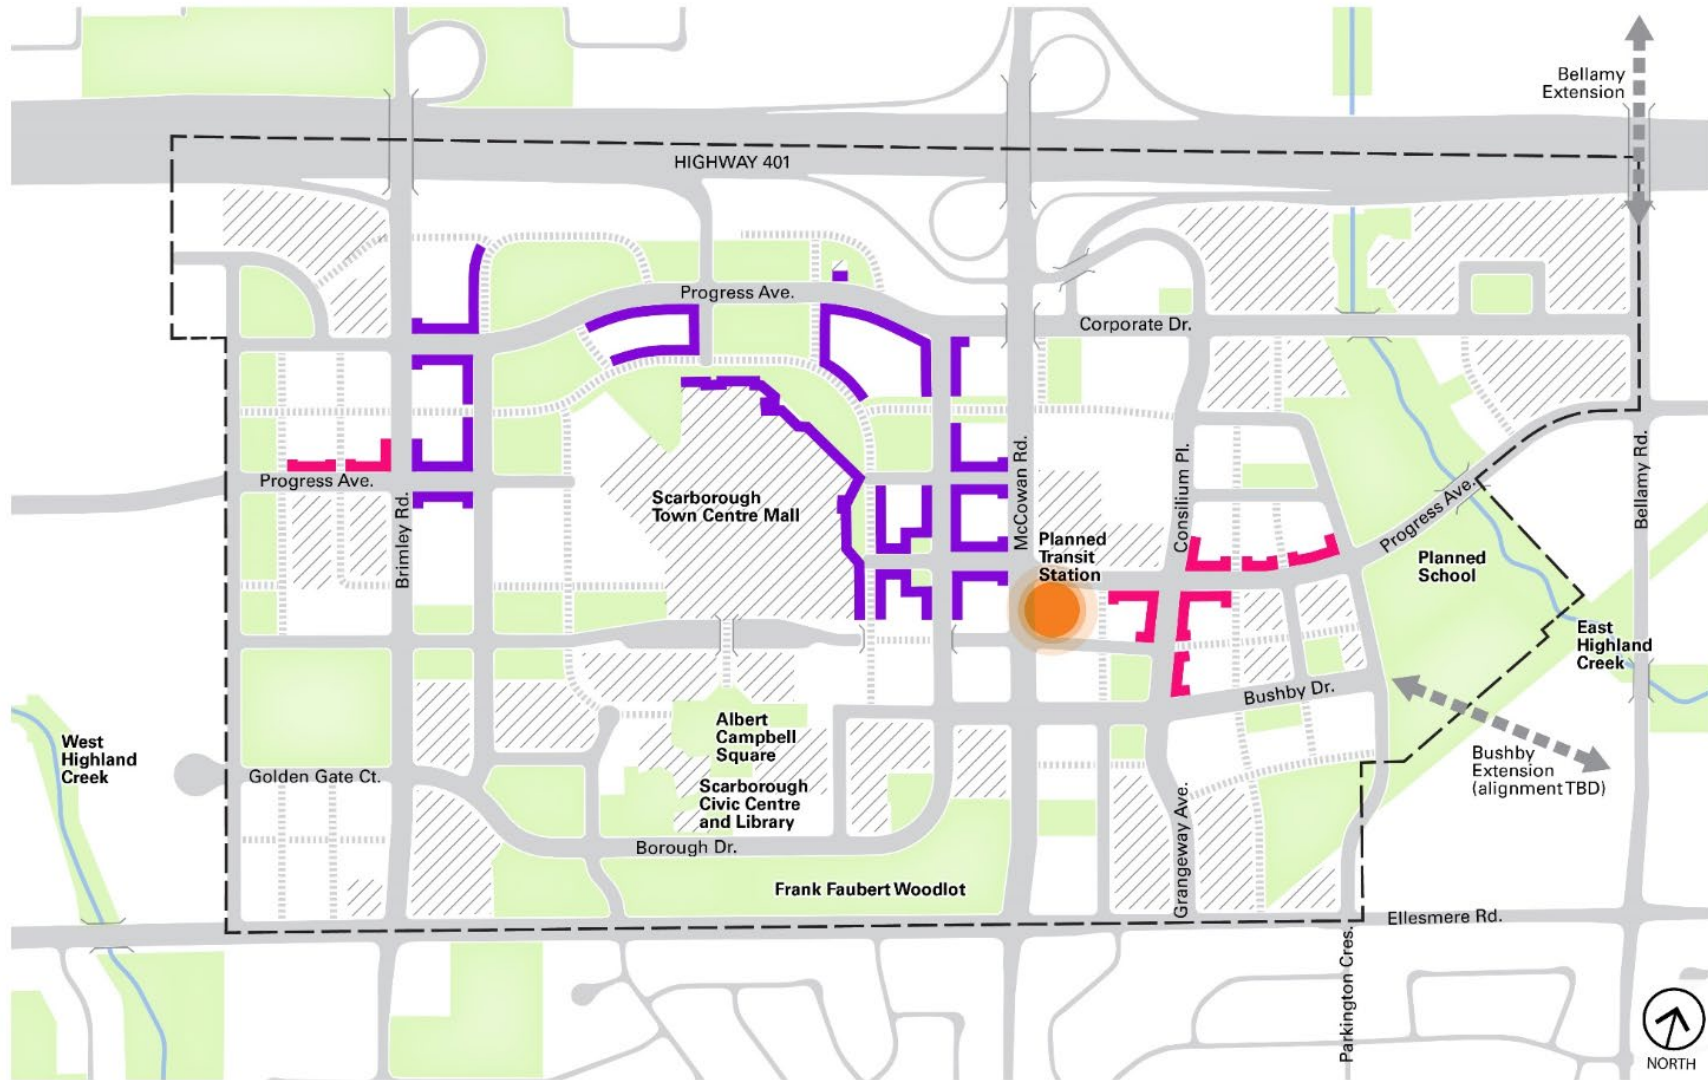 Bellamy
Extension
HIGHWAY 401
Progress Ave.
Corporate Dr.
Progress Ave.
Brimley Rd.
Scarborough
Town Centre Mall
McCowan Rd.
Planned
Transit
Station
Consilium Pl.
Progress Ave.
Bellamy Rd.
Planned
School
East
Highland
Creek
Bushby Dr.
West
Highland
Creek
Albert
Campbell
Square
Golden Gate Ct.
Scarborough
Civic Centre
and Library
Bushby
Extension
(alignment TBD)
Borough Dr.
Grangeway Ave.
Frank Faubert Woodlot
Ellesmere Rd.
Parkington Cres.
NORTH